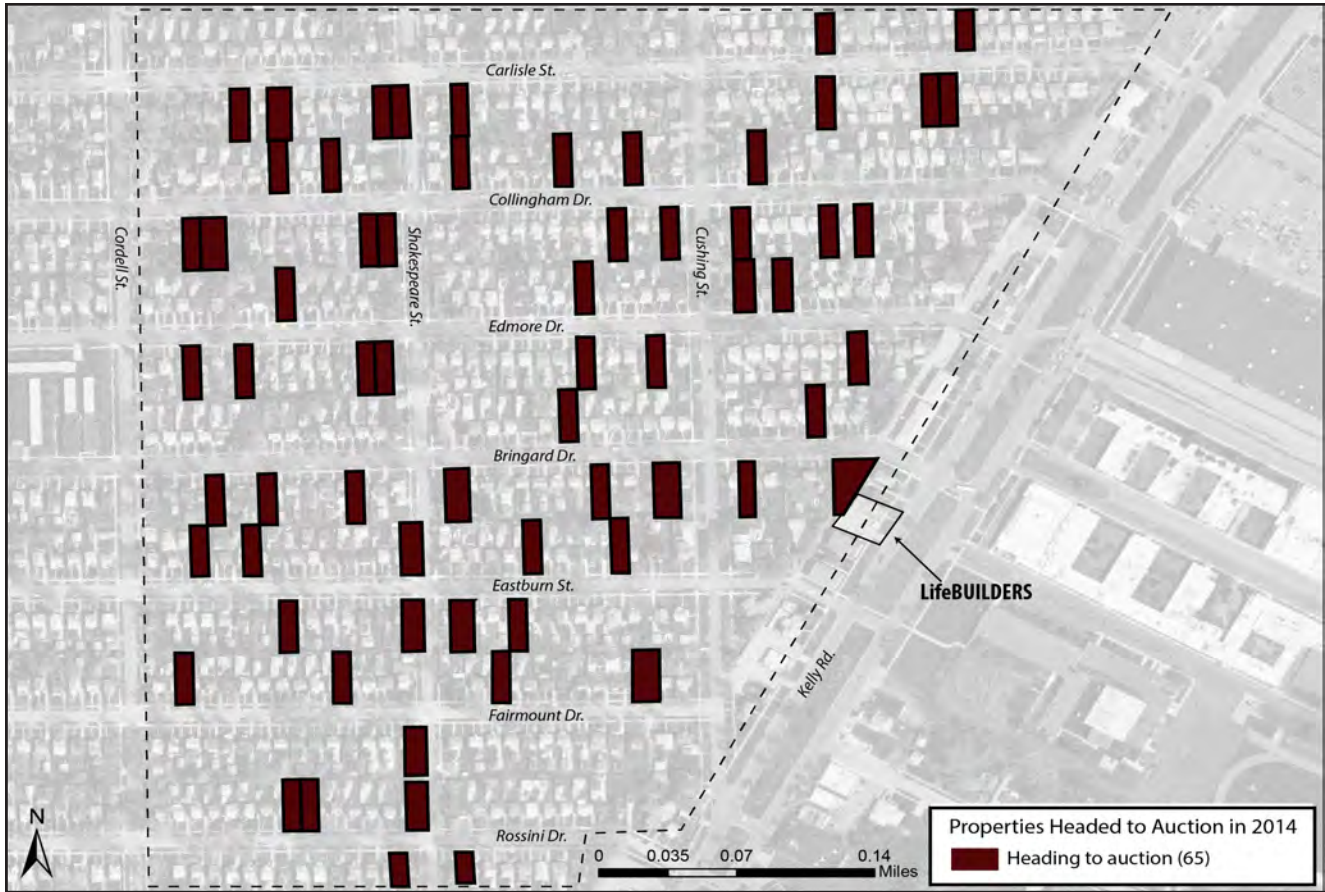 Carlisle St.
Collingham Dr.
Cordell St.
Shakespeare St.
Cushing St.
Edmore Dr.
Bringard Dr.
Eastburn St.
LifeBUILDERS
Kelly Rd.
Fairmount Dr.
N
Rossini Dr.
0 0.035 0.07 0.14
Miles
Properties Headed to Auction in 2014
Heading to auction (65)